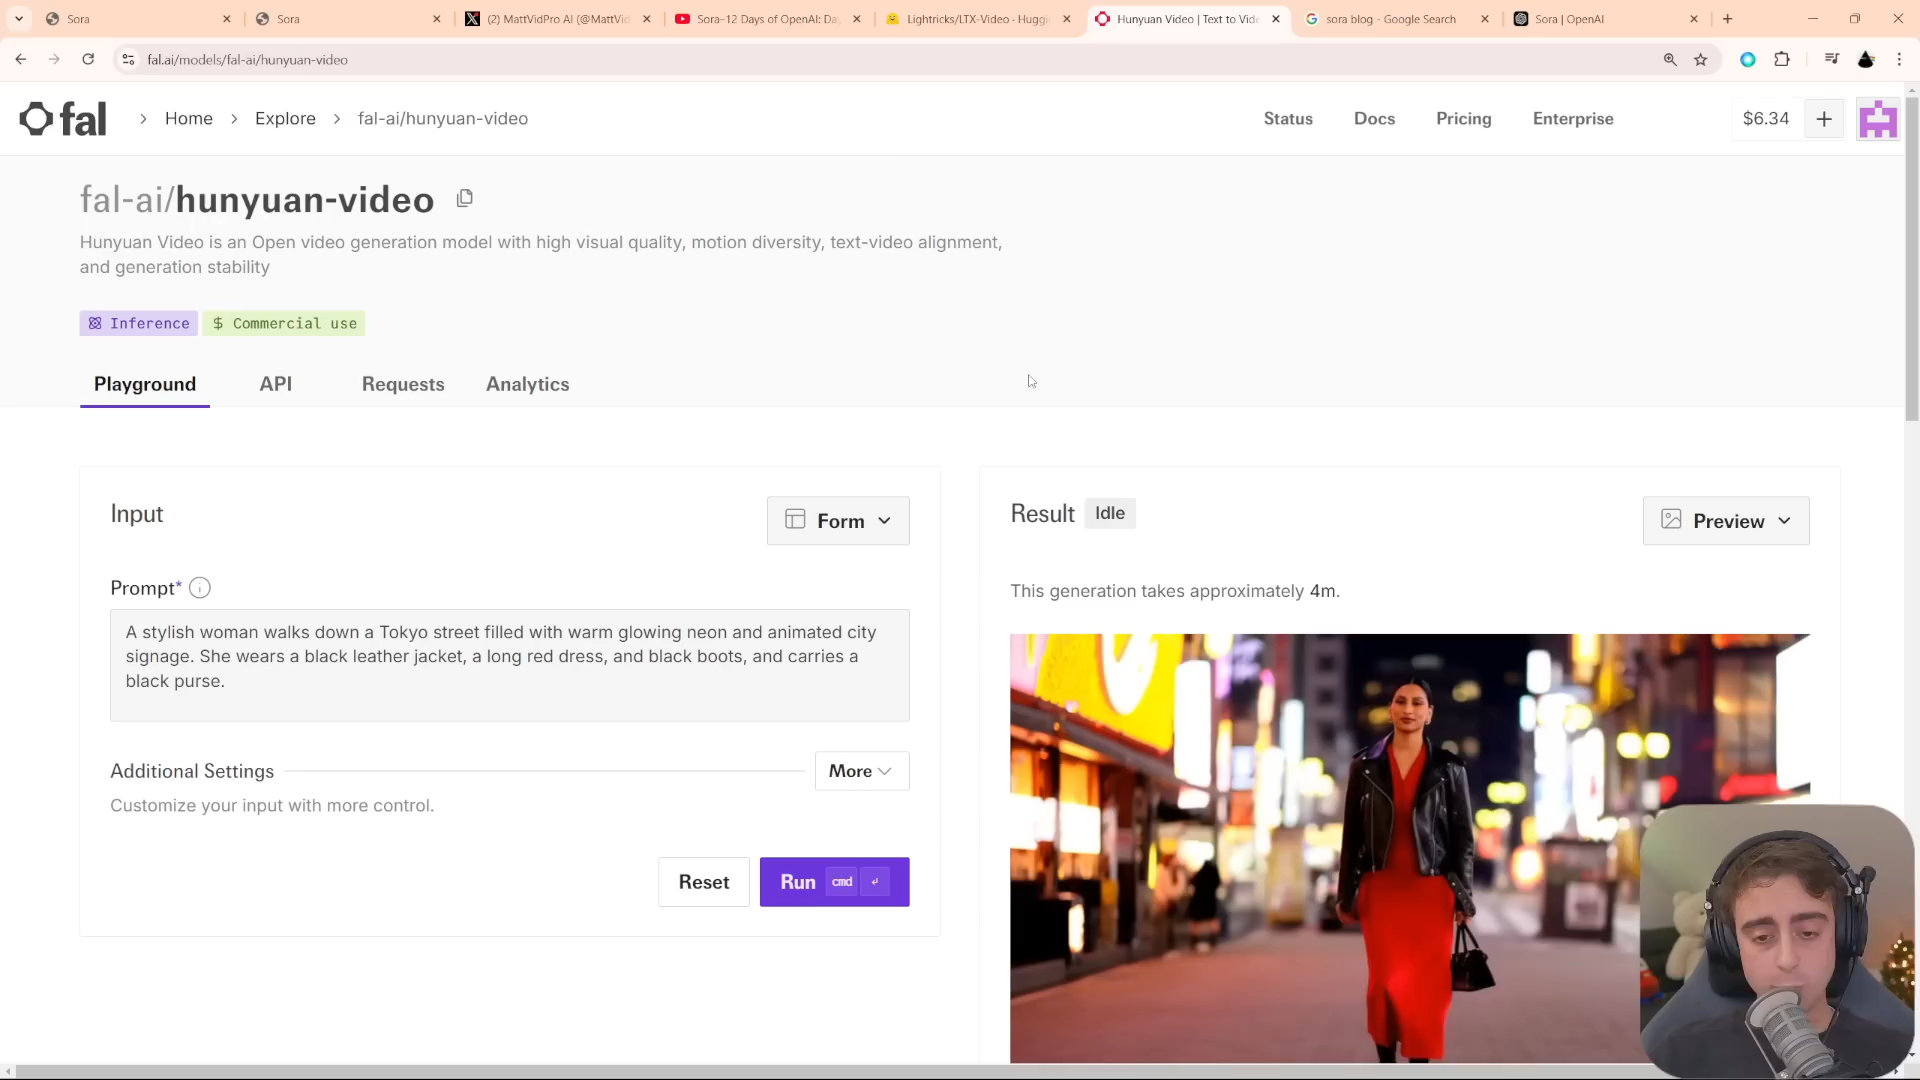 Sora
Sora
(2) MattVidPro AI (@MattVid
Sora–12 Days of OpenAI: Da
Lightricks/LTX-Video · Huggi
Hunyuan Video | Text to Vid
sora blog - Google Search
Sora | OpenAI
fal.ai/models/fal-ai/hunyuan-video
fal
Home
Explore
fal-ai/hunyuan-video
Status
Docs
Pricing
Enterprise
$6.34
fal-ai/hunyuan-video
Hunyuan Video is an Open video generation model with high visual quality, motion diversity, text-video alignment,
and generation stability
Inference
$ Commercial use
Playground
API
Requests
Analytics
Input
Form
Prompt*
A stylish woman walks down a Tokyo street filled with warm glowing neon and animated city
signage. She wears a black leather jacket, a long red dress, and black boots, and carries a
black purse.
Additional Settings
More
Customize your input with more control.
Reset
Run cmd ↵
Result
Idle
Preview
This generation takes approximately 4m.